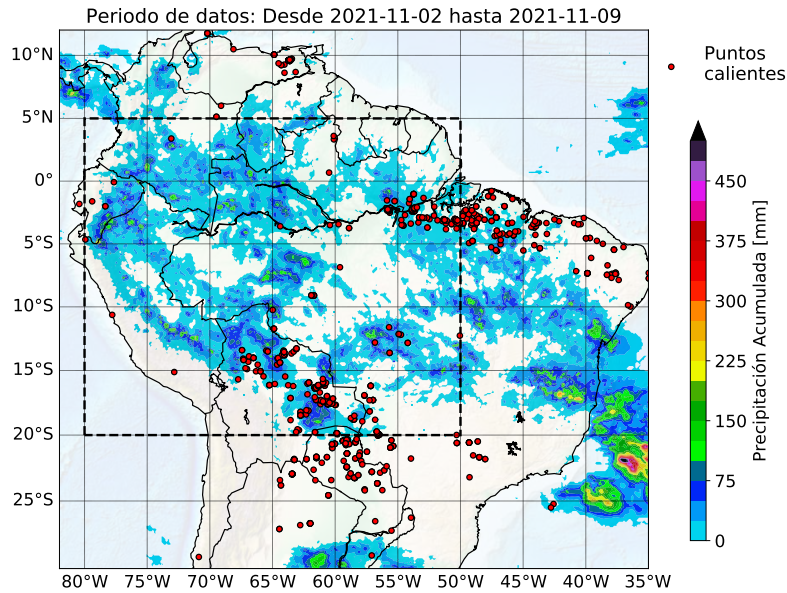 Periodo de datos: Desde 2021-11-02 hasta 2021-11-09
10°N
5°N
0°
5°S
10°S
15°S
20°S
25°S
80°W 75°W 70°W 65°W 60°W 55°W 50°W 45°W 40°W 35°W
Puntos
calientes
450
375
300
225
150
75
0
Precipitación Acumulada [mm]